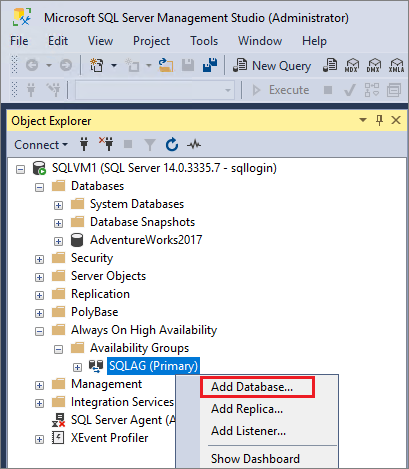 Microsoft SQL Server Management Studio (Administrator)
File Edit View Project Tools Window Help
New Query MDX DMX XMLA
Execute
Object Explorer
Connect
SQLVM1 (SQL Server 14.0.3335.7 - sqllogin)
Databases
System Databases
Database Snapshots
AdventureWorks2017
Security
Server Objects
Replication
PolyBase
Always On High Availability
Availability Groups
SQLAG (Primary)
Management
Integration Services
SQL Server Agent (A
XEvent Profiler
Add Database...
Add Replica...
Add Listener...
Show Dashboard